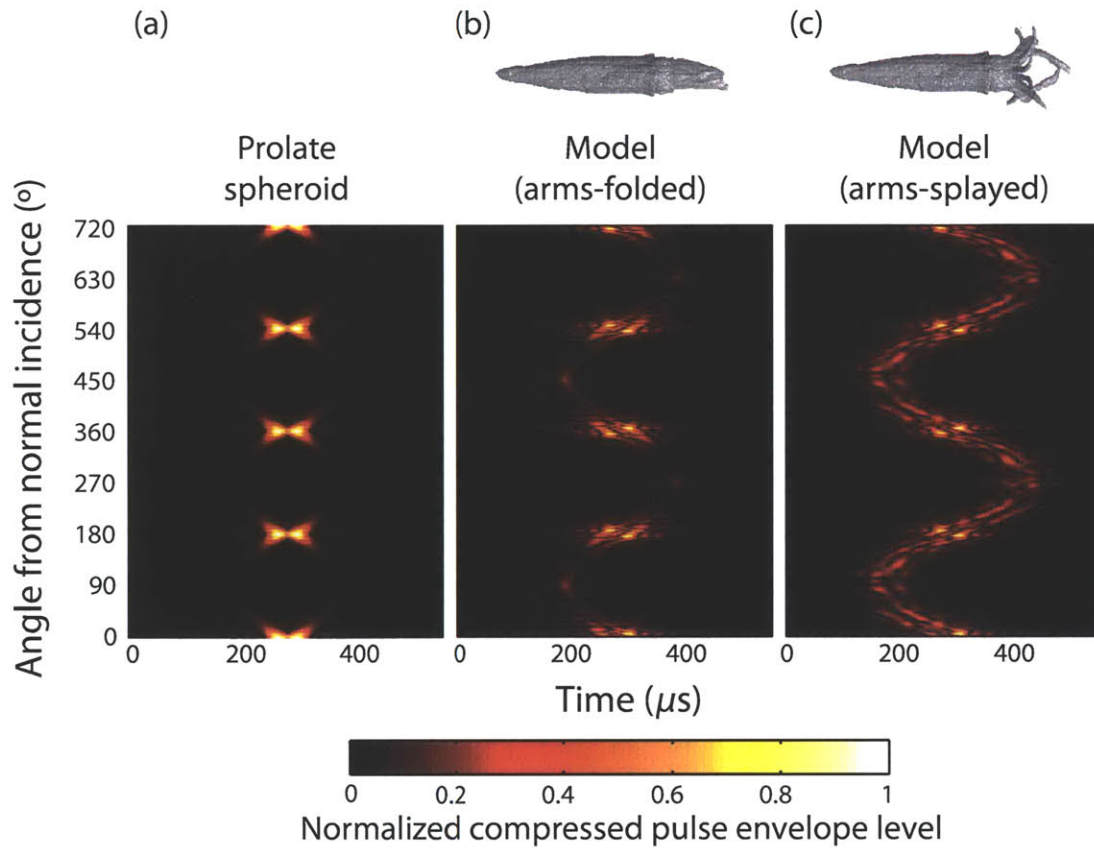 (a)
(b)
(c)
Prolate
spheroid
Model
(arms-folded)
Model
(arms-splayed)
Angle from normal incidence (º)
720
630
540
450
360
270
180
90
0
200
400
0
200
400
0
200
400
Time (µs)
0
0.2
0.4
0.6
0.8
1
Normalized compressed pulse envelope level